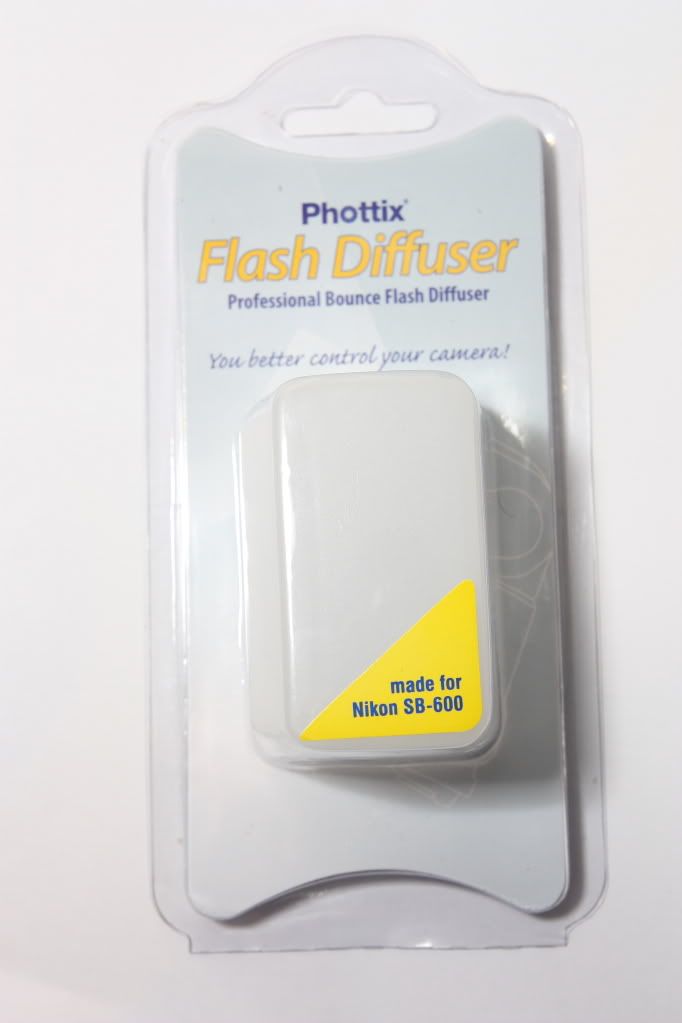 Phottix®
Flash Diffuser
Professional Bounce Flash Diffuser
You better control your camera!
made for
Nikon SB-600